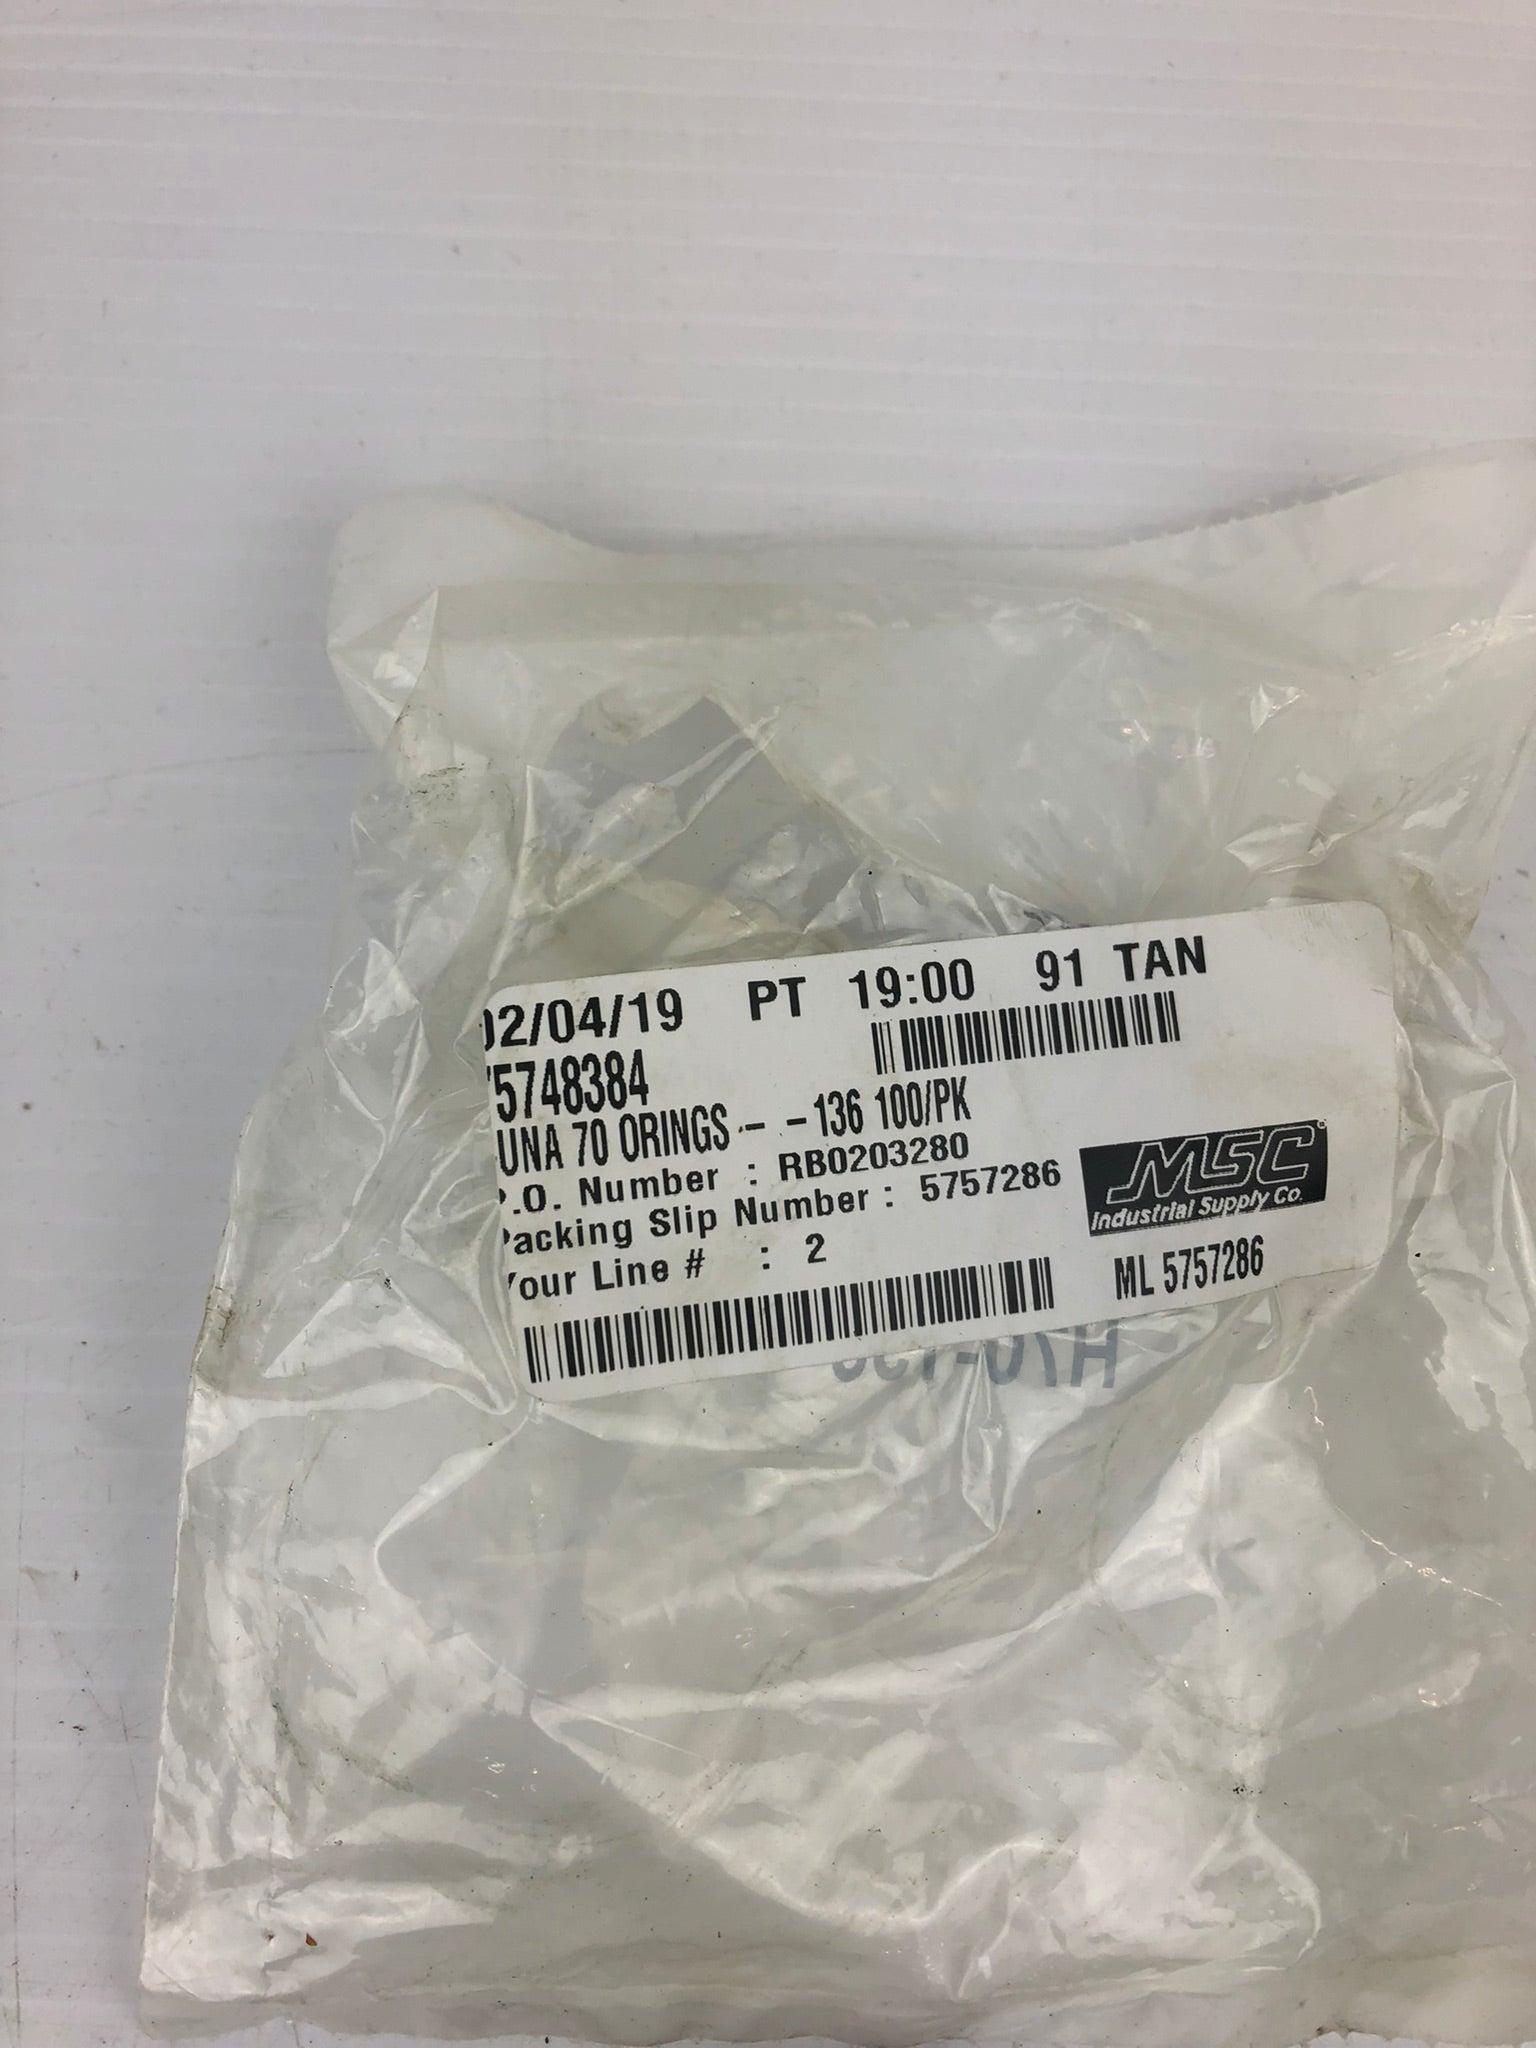 02/04/19 PT 19:00 91 TAN
75748384
UNA 70 ORINGS - -136 100/PK
P.O. Number : RB0203280
Packing Slip Number : 5757286
Your Line # : 2
MSC
Industrial Supply Co.
ML 5757286